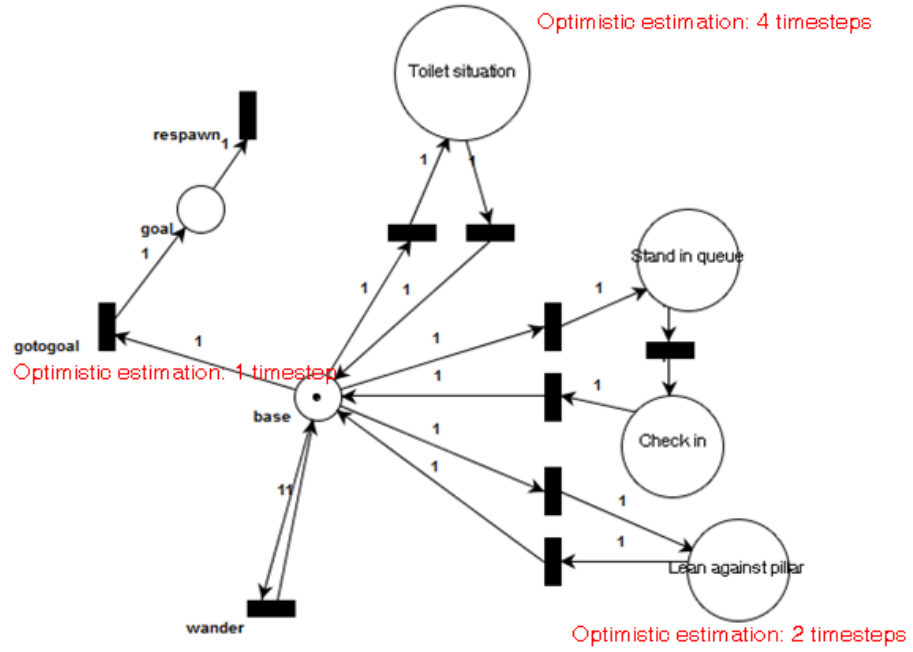 Optimistic estimation: 4 timesteps
Toilet situation
respawn
1
1
1
goal
1
Stand in queue
1
1
1
1
gotogoal
1
1
Optimistic estimation: 1 timestep
1
1
base
1
Check in
1
11
1
1
Lean against pillar
wander
Optimistic estimation: 2 timesteps